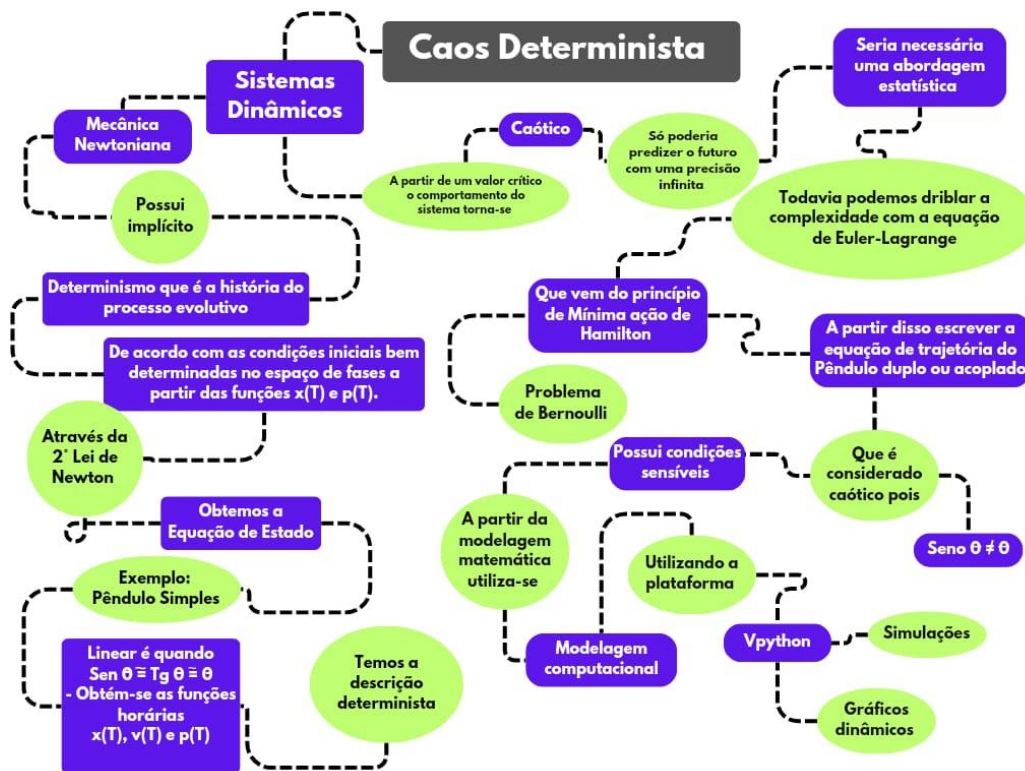 Caos Determinista
Sistemas
Dinâmicos
Mecânica
Newtoniana
Possui
implícito
Determinismo que é a história do
processo evolutivo
De acordo com as condições iniciais bem
determinadas no espaço de fases a
partir das funções x(T) e p(T).
Através da
2° Lei de
Newton
Obtemos a
Equação de Estado
Exemplo:
Pêndulo Simples
Linear é quando
Sen θ ≅ Tg θ ≅ θ
- Obtém-se as funções
horárias
x(T), v(T) e p(T)
Temos a
descrição
determinista
A partir de um valor crítico
o comportamento do
sistema torna-se
Caótico
Só poderia
predizer o futuro
com uma precisão
infinita
Seria necessária
uma abordagem
estatística
Todavia podemos driblar a
complexidade com a equação
de Euler-Lagrange
Que vem do princípio
de Mínima ação de
Hamilton
Problema
de Bernoulli
A partir disso escrever a
equação de trajetória do
Pêndulo duplo ou acoplado
Que é
considerado
caótico pois
Seno θ ≠ θ
Possui condições
sensíveis
A partir da
modelagem
matemática
utiliza-se
Modelagem
computacional
Utilizando a
plataforma
Vpython
Simulações
Gráficos
dinâmicos